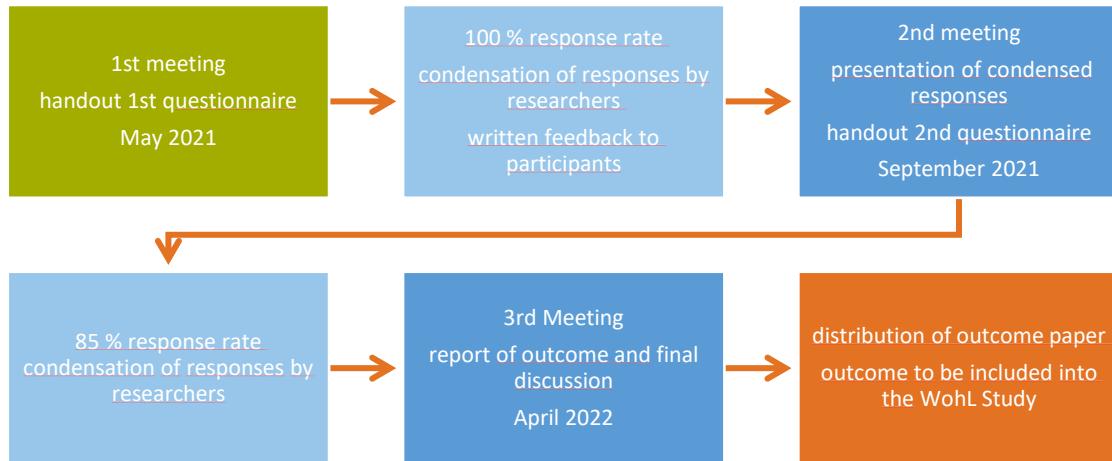 1st meeting
handout 1st questionnaire
May 2021
100 % response rate
condensation of responses by
researchers
written feedback to
participants
2nd meeting
presentation of condensed
responses
handout 2nd questionnaire
September 2021
85 % response rate
condensation of responses by
researchers
3rd Meeting
report of outcome and final
discussion
April 2022
distribution of outcome paper
outcome to be included into
the WohL Study